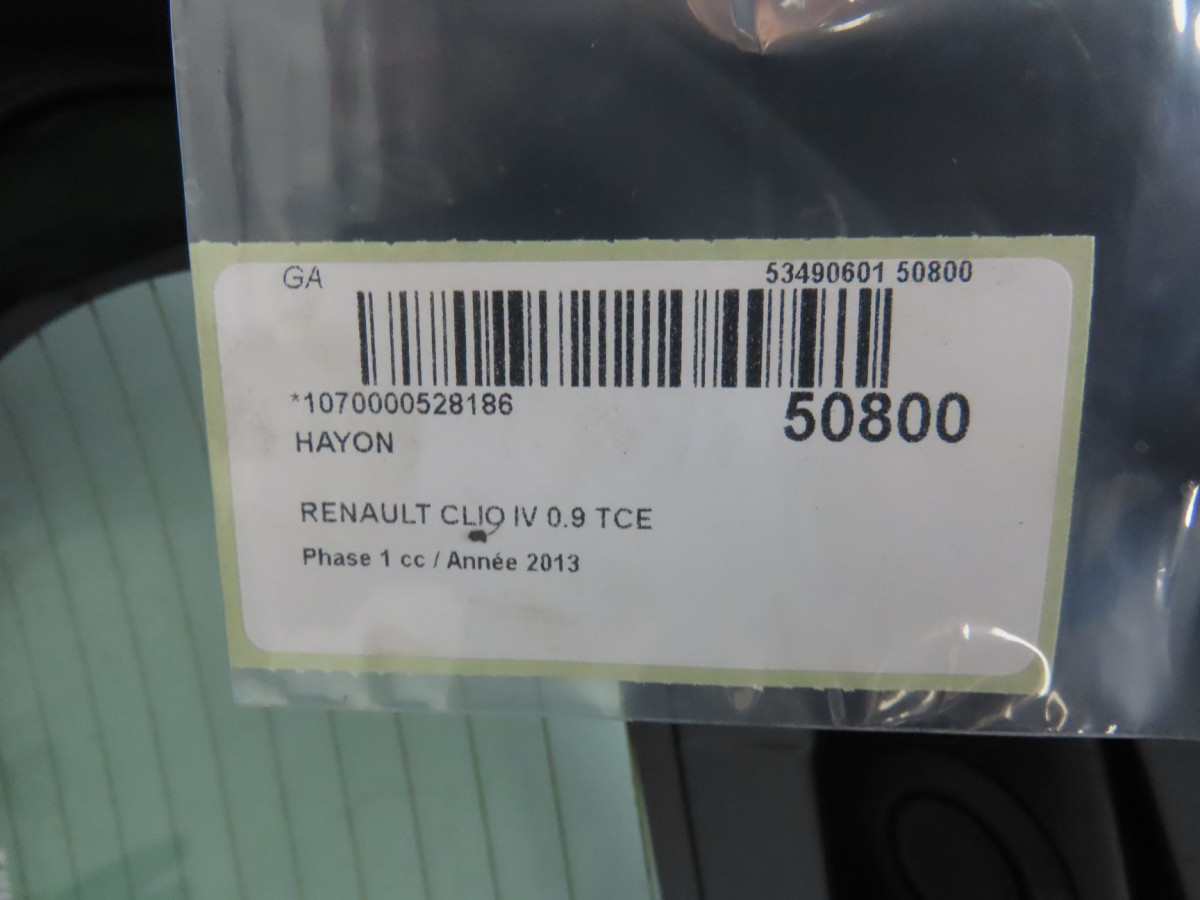 GA 53490601 50800
*1070000528186 50800
HAYON
RENAULT CLIO IV 0.9 TCE
Phase 1 cc / Année 2013